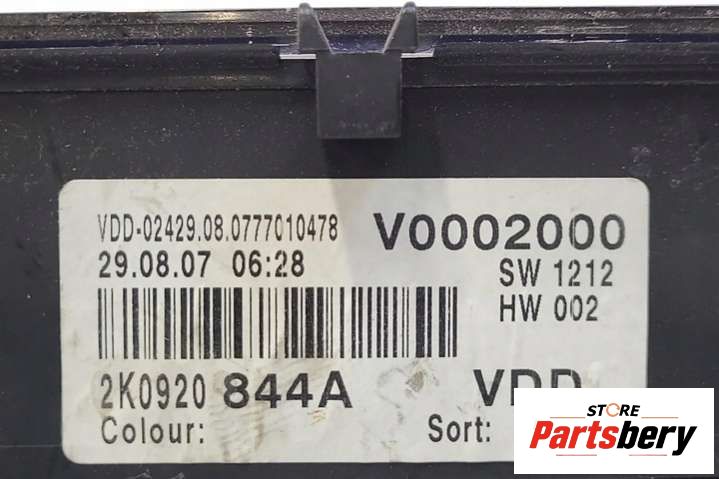 VDD-02429.08.0777010478 V0002000
29.08.07 06:28 SW 1212
HW 002
2K0920 844A VDD
Colour: Sort:
STORE
Partsbery